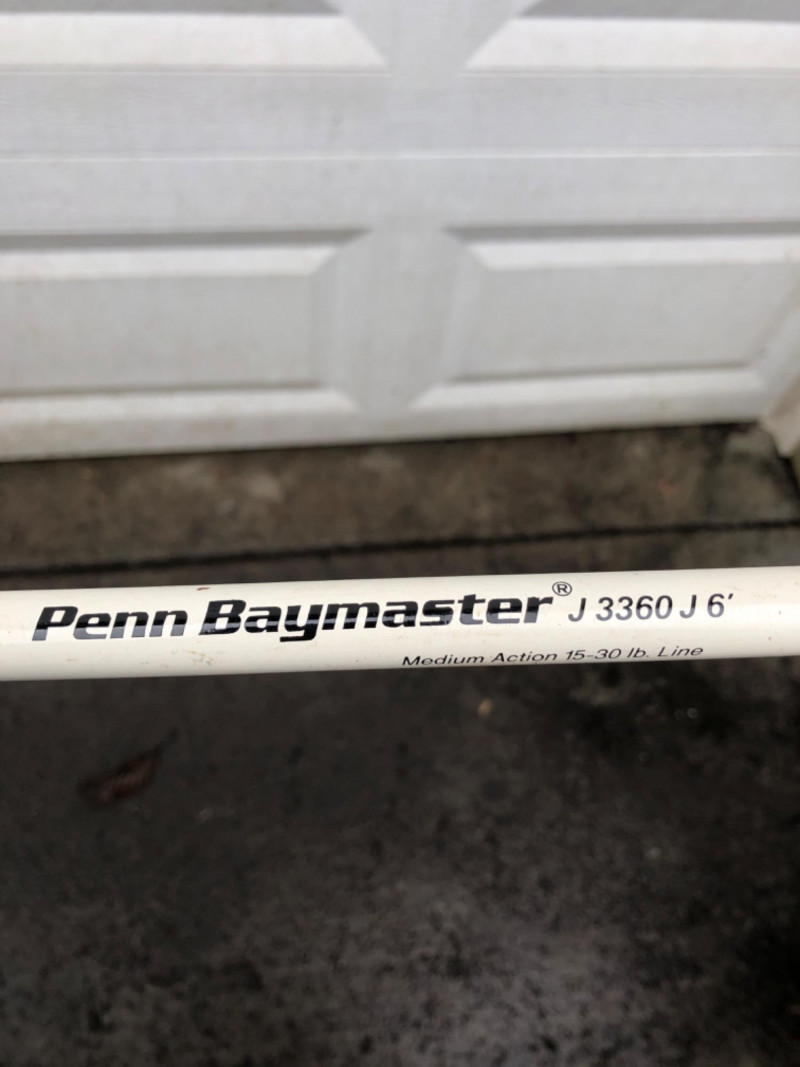 Penn Baymaster® J 3360 J 6'
Medium Action 15-30 lb. Line